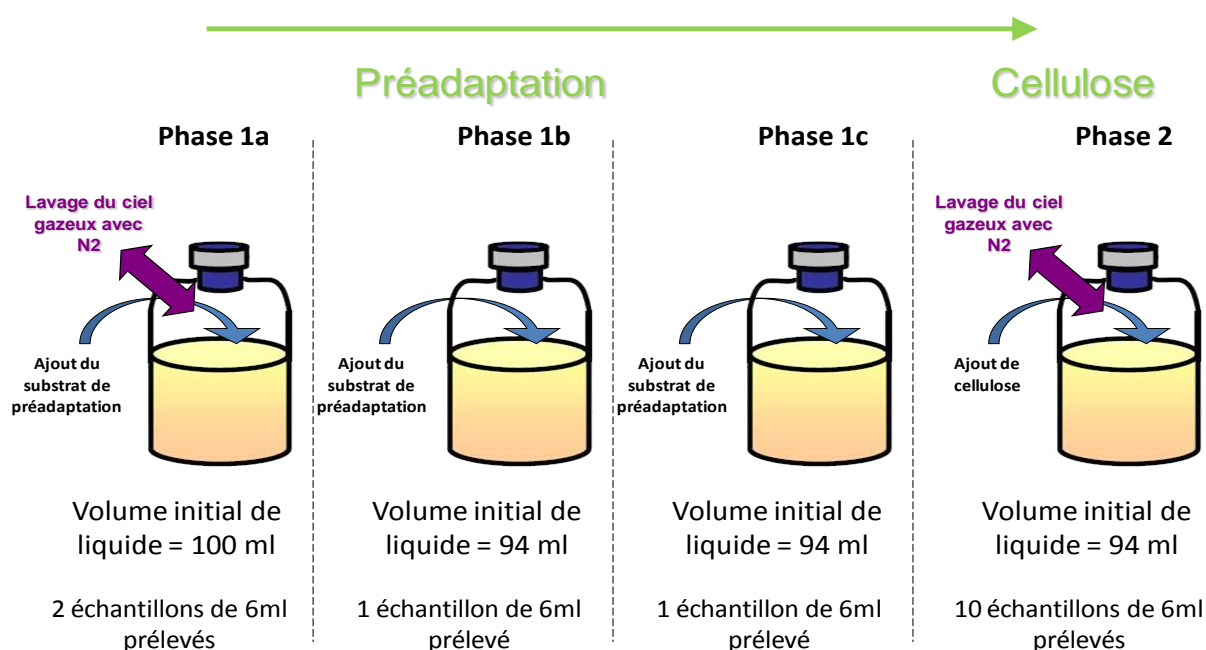 Préadaptation
Cellulose
Phase 1a
Phase 1b
Phase 1c
Phase 2
Lavage du ciel
gazeux avec
N2
Lavage du ciel
gazeux avec
N2
Ajout du
substrat de
préadaptation
Ajout du
substrat de
préadaptation
Ajout du
substrat de
préadaptation
Ajout de
cellulose
Volume initial de
liquide = 100 ml
Volume initial de
liquide = 94 ml
Volume initial de
liquide = 94 ml
Volume initial de
liquide = 94 ml
2 échantillons de 6ml
prélevés
1 échantillon de 6ml
prélevé
1 échantillon de 6ml
prélevé
10 échantillons de 6ml
prélevés